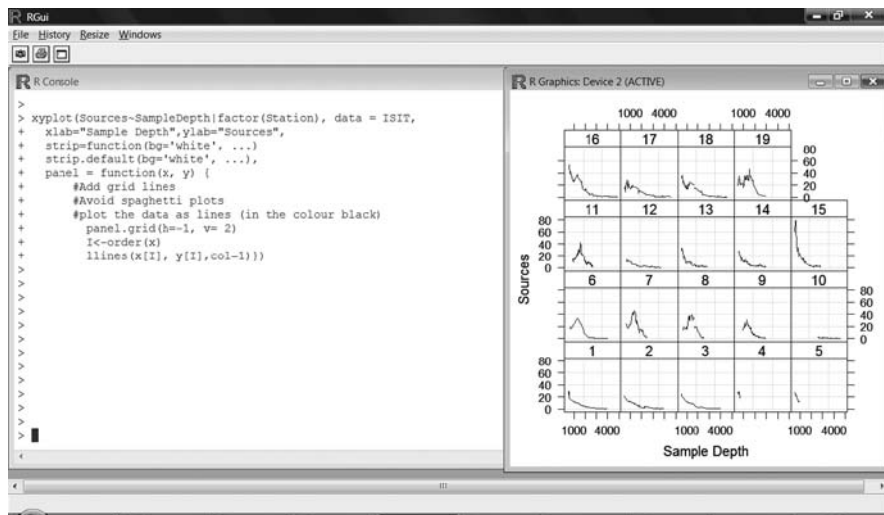 RGui
File History Resize Windows
R Console
>
> xyplot(Sources~SampleDepth|factor(Station), data = ISIT,
+ xlab="Sample Depth",ylab="Sources",
+ strip=function(bg='white', ...)
+ strip.default(bg='white', ...),
+ panel = function(x, y) {
+ #Add grid lines
+ #Avoid spaghetti plots
+ #plot the data as lines (in the colour black)
+ panel.grid(h=-1, v= 2)
+ I<-order(x)
+ llines(x[I], y[I],col-1)})
>
>
>
>
>
>
>
>
>
>
>
>
>
>
R Graphics: Device 2 (ACTIVE)
1000 4000 1000 4000
16 17 18 19
80
60
40
20
0
11 12 13 14 15
80
60
40
20
0
6 7 8 9 10
80
60
40
20
0
1 2 3 4 5
80
60
40
20
0
1000 4000 1000 4000 1000 4000
Sources
Sample Depth